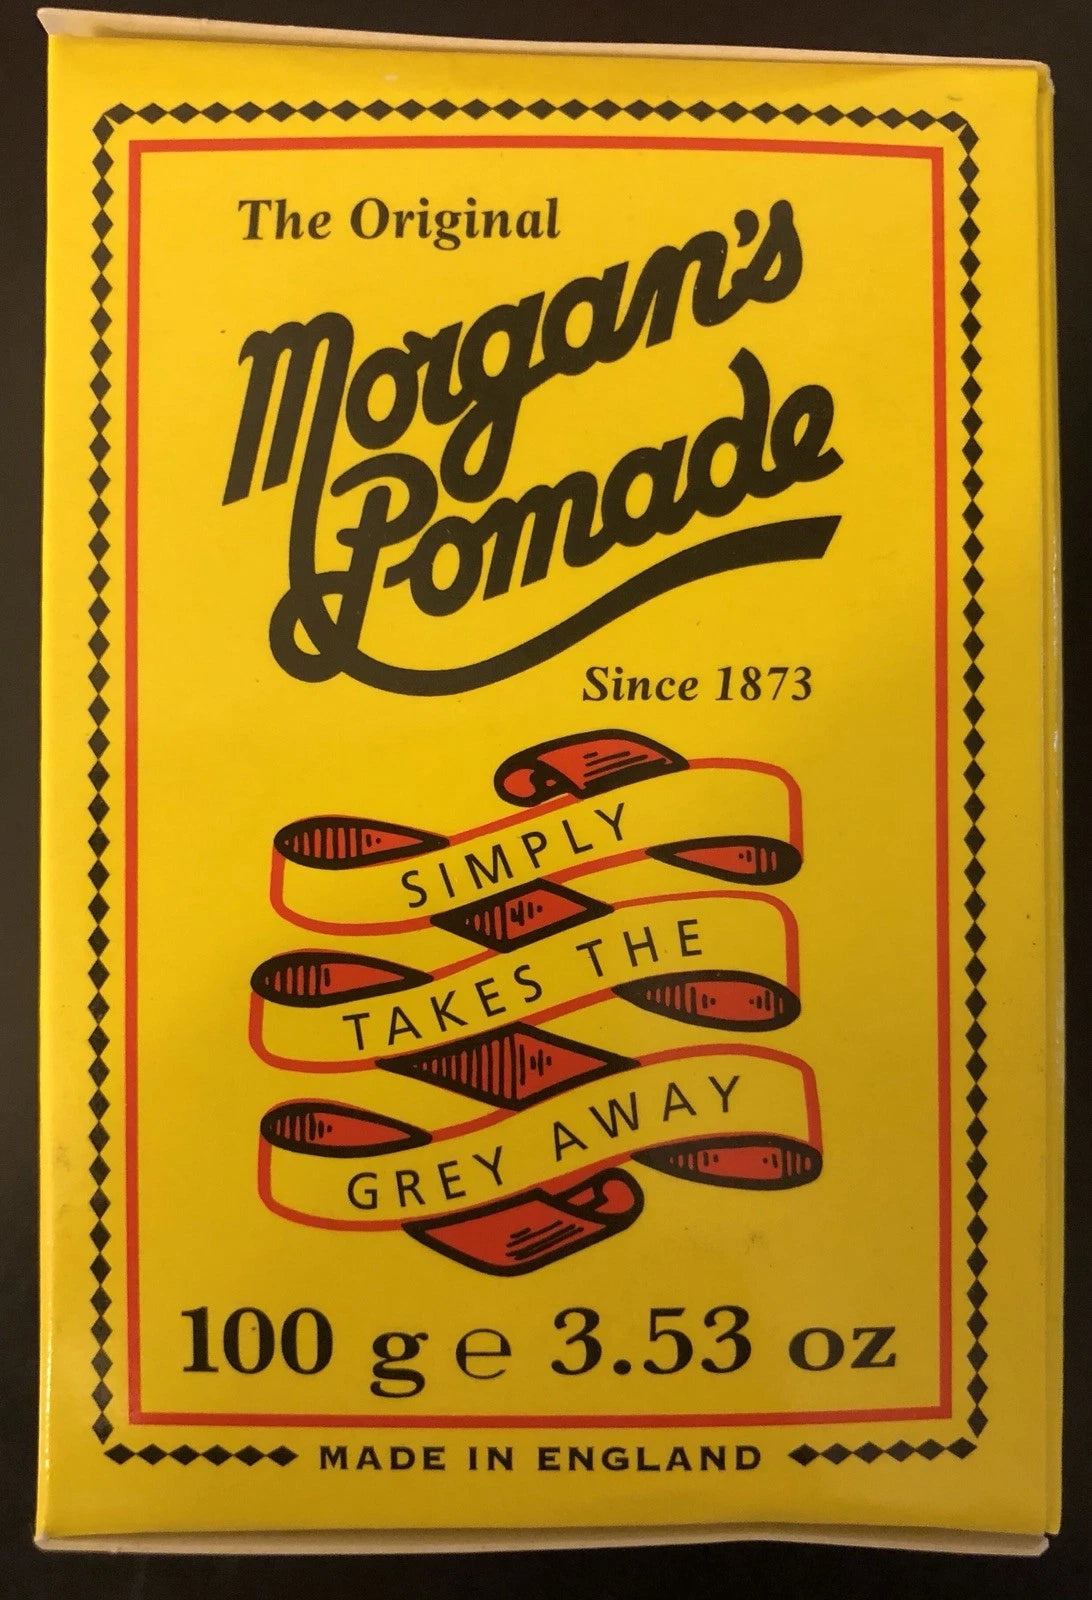 The Original
Morgan's
Pomade
Since 1873
SIMPLY
TAKES THE
GREY AWAY
100 g ℮ 3.53 oz
MADE IN ENGLAND